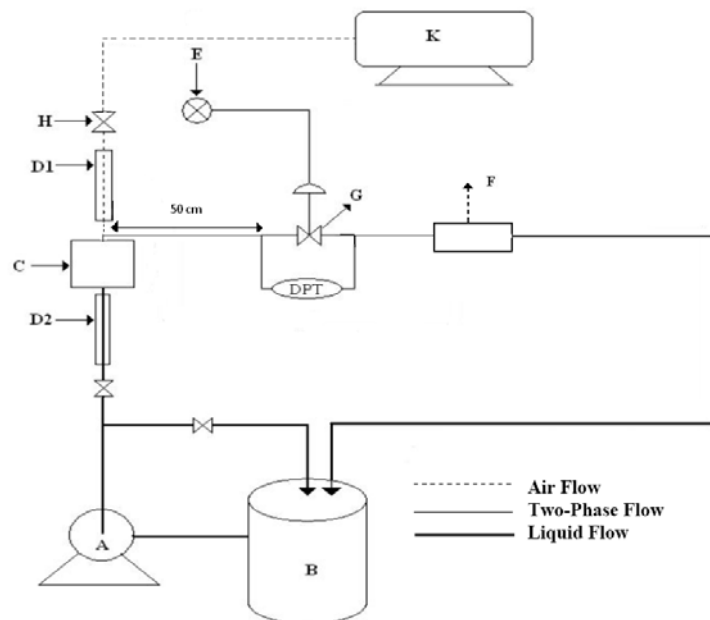 K
E
H
D1
50 cm
G
F
C
DPT
D2
A
B
Air Flow
Two-Phase Flow
Liquid Flow